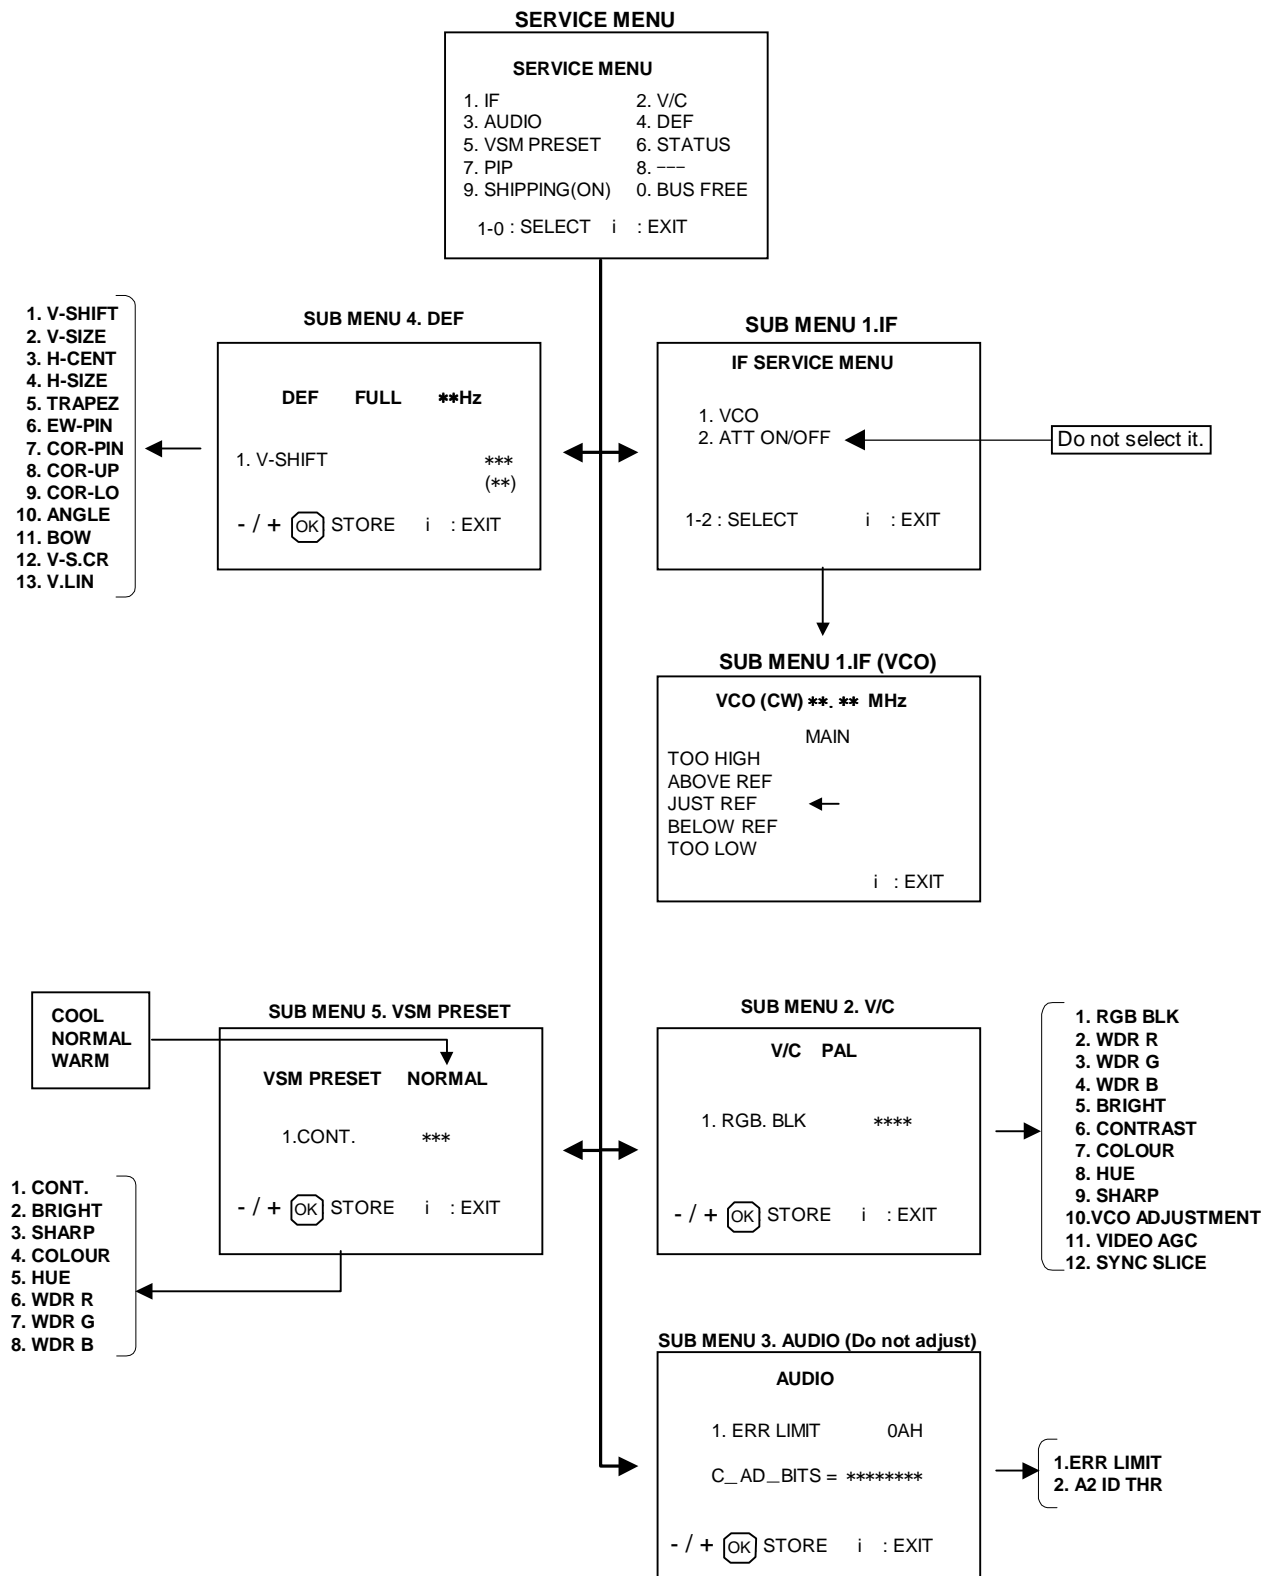 SERVICE MENU
SERVICE MENU
1. IF 2. V/C
3. AUDIO 4. DEF
5. VSM PRESET 6. STATUS
7. PIP 8. ---
9. SHIPPING(ON) 0. BUS FREE
1-0 : SELECT i : EXIT
1. V-SHIFT
2. V-SIZE
3. H-CENT
4. H-SIZE
5. TRAPEZ
6. EW-PIN
7. COR-PIN
8. COR-UP
9. COR-LO
10. ANGLE
11. BOW
12. V-S.CR
13. V.LIN
SUB MENU 4. DEF
DEF FULL **Hz
1. V-SHIFT ***
(**)
- / + OK STORE i : EXIT
SUB MENU 1.IF
IF SERVICE MENU
1. VCO
2. ATT ON/OFF
1-2 : SELECT i : EXIT
Do not select it.
SUB MENU 1.IF (VCO)
VCO (CW) **. ** MHz
MAIN
TOO HIGH
ABOVE REF
JUST REF
BELOW REF
TOO LOW
i : EXIT
COOL
NORMAL
WARM
SUB MENU 5. VSM PRESET
VSM PRESET NORMAL
1.CONT. ***
- / + OK STORE i : EXIT
1. CONT.
2. BRIGHT
3. SHARP
4. COLOUR
5. HUE
6. WDR R
7. WDR G
8. WDR B
SUB MENU 2. V/C
V/C PAL
1. RGB. BLK ****
- / + OK STORE i : EXIT
1. RGB BLK
2. WDR R
3. WDR G
4. WDR B
5. BRIGHT
6. CONTRAST
7. COLOUR
8. HUE
9. SHARP
10.VCO ADJUSTMENT
11. VIDEO AGC
12. SYNC SLICE
SUB MENU 3. AUDIO (Do not adjust)
AUDIO
1. ERR LIMIT 0AH
C_AD_BITS = ********
- / + OK STORE i : EXIT
1.ERR LIMIT
2. A2 ID THR